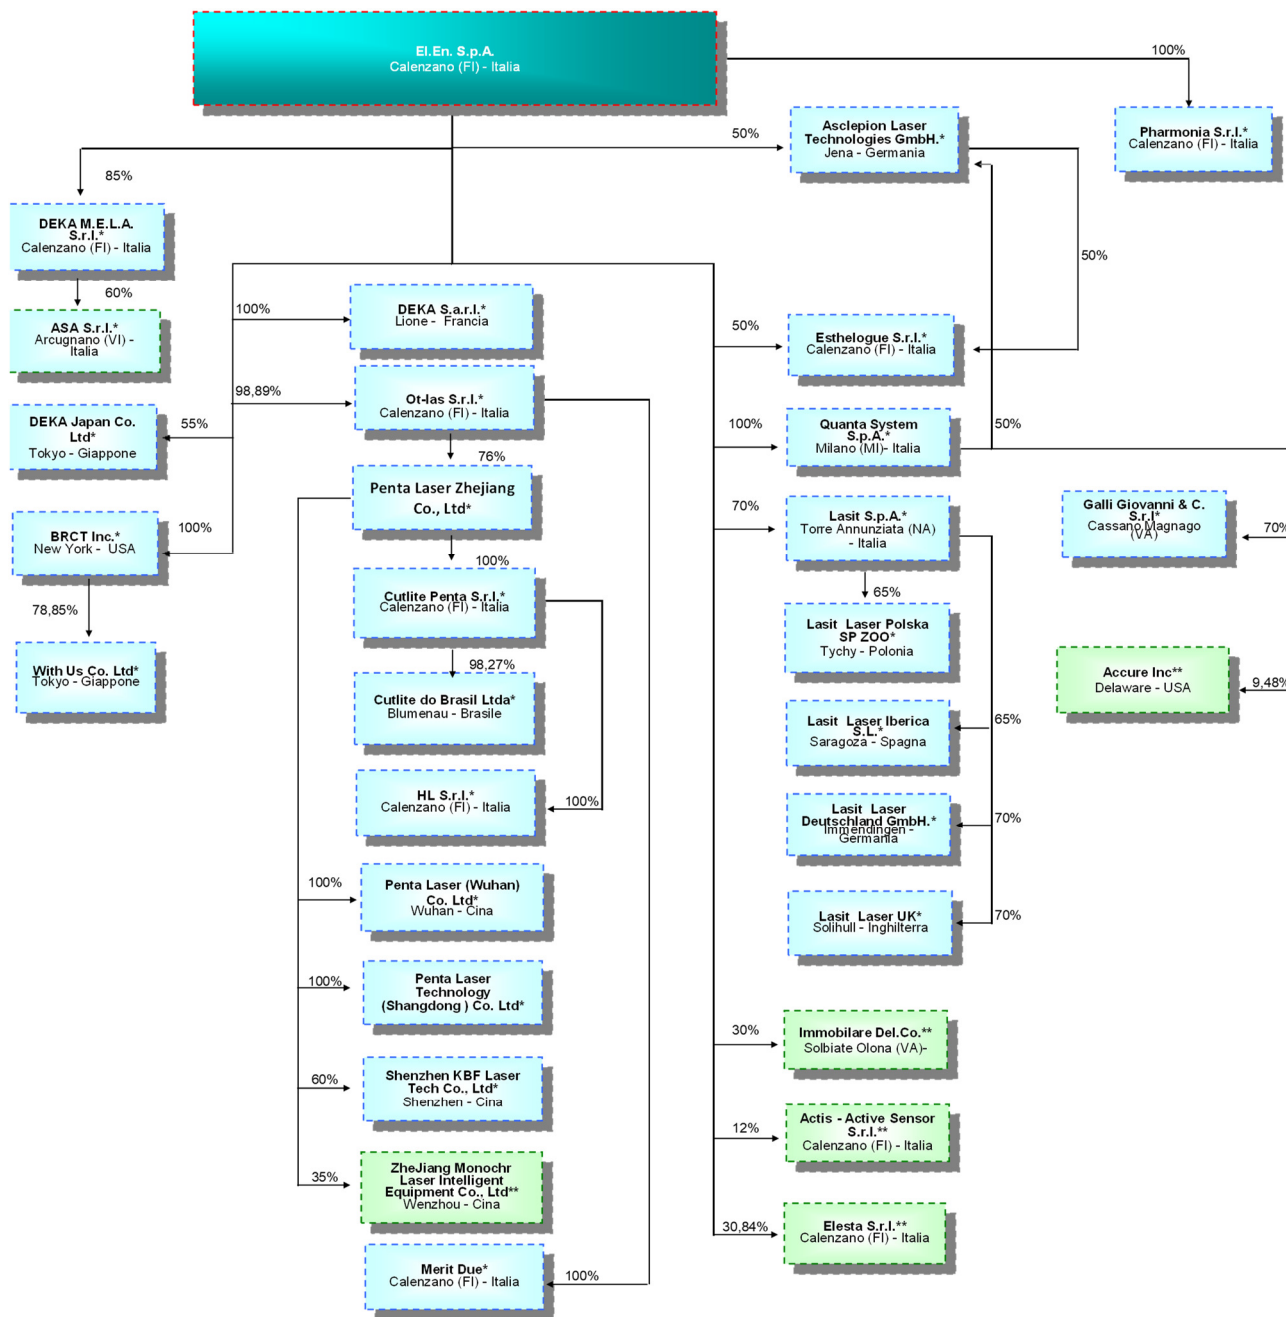 El.En. S.p.A.
Calenzano (FI) - Italia
100%
50%
Asclepion Laser
Technologies GmbH.*
Jena - Germania
Pharmonia S.r.l.*
Calenzano (FI) - Italia
85%
DEKA M.E.L.A.
S.r.l.*
Calenzano (FI) - Italia
50%
60%
100%
DEKA S.a.r.l.*
Lione - Francia
ASA S.r.l.*
Arcugnano (VI) -
Italia
50%
Esthelogue S.r.l.*
Calenzano (FI) - Italia
98,89%
Ot-las S.r.l.*
Calenzano (FI) - Italia
DEKA Japan Co.
Ltd*
Tokyo - Giappone
55%
100%
Quanta System
S.p.A.*
Milano (MI)- Italia
50%
76%
Penta Laser Zhejiang
Co., Ltd*
70%
Lasit S.p.A.*
Torre Annunziata (NA)
- Italia
Galli Giovanni & C.
S.r.l*
Cassano Magnago
(VA)
70%
BRCT Inc.*
New York - USA
100%
100%
Cutlite Penta S.r.l.*
Calenzano (FI) - Italia
65%
78,85%
Lasit Laser Polska
SP ZOO*
Tychy - Polonia
With Us Co. Ltd*
Tokyo - Giappone
98,27%
Cutlite do Brasil Ltda*
Blumenau - Brasile
Accure Inc**
Delaware - USA
9,48%
Lasit Laser Iberica
S.L.*
Saragoza - Spagna
65%
HL S.r.l.*
Calenzano (FI) - Italia
100%
Lasit Laser
Deutschland GmbH.*
Immendingen -
Germania
70%
100%
Penta Laser (Wuhan)
Co. Ltd*
Wuhan - Cina
Lasit Laser UK*
Solihull - Inghilterra
70%
100%
Penta Laser
Technology
(Shangdong ) Co. Ltd*
30%
Immobilare Del.Co.**
Solbiate Olona (VA)-
60%
Shenzhen KBF Laser
Tech Co., Ltd*
Shenzhen - Cina
12%
Actis - Active Sensor
S.r.l.**
Calenzano (FI) - Italia
35%
ZheJiang Monochr
Laser Intelligent
Equipment Co., Ltd**
Wenzhou - Cina
30,84%
Elesta S.r.l.**
Calenzano (FI) - Italia
Merit Due*
Calenzano (FI) - Italia
100%